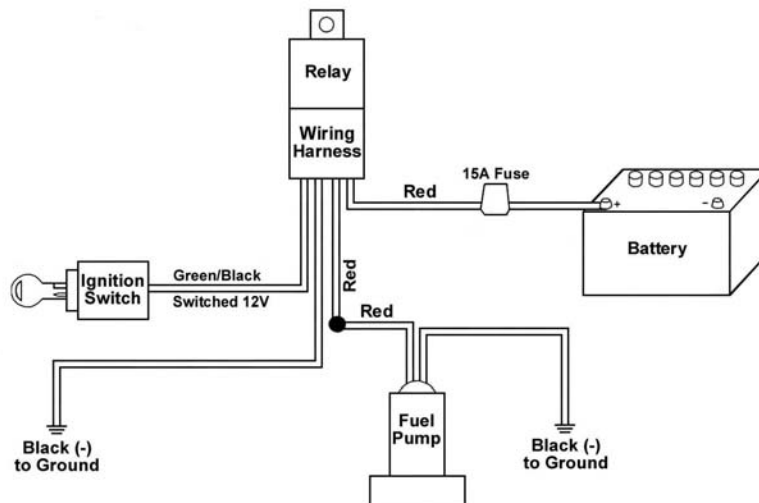 Relay
Wiring
Harness
15A Fuse
Red
+
-
Battery
Ignition
Switch
Green/Black
Switched 12V
Red
Red
Fuel
Pump
Black (-)
to Ground
Black (-)
to Ground